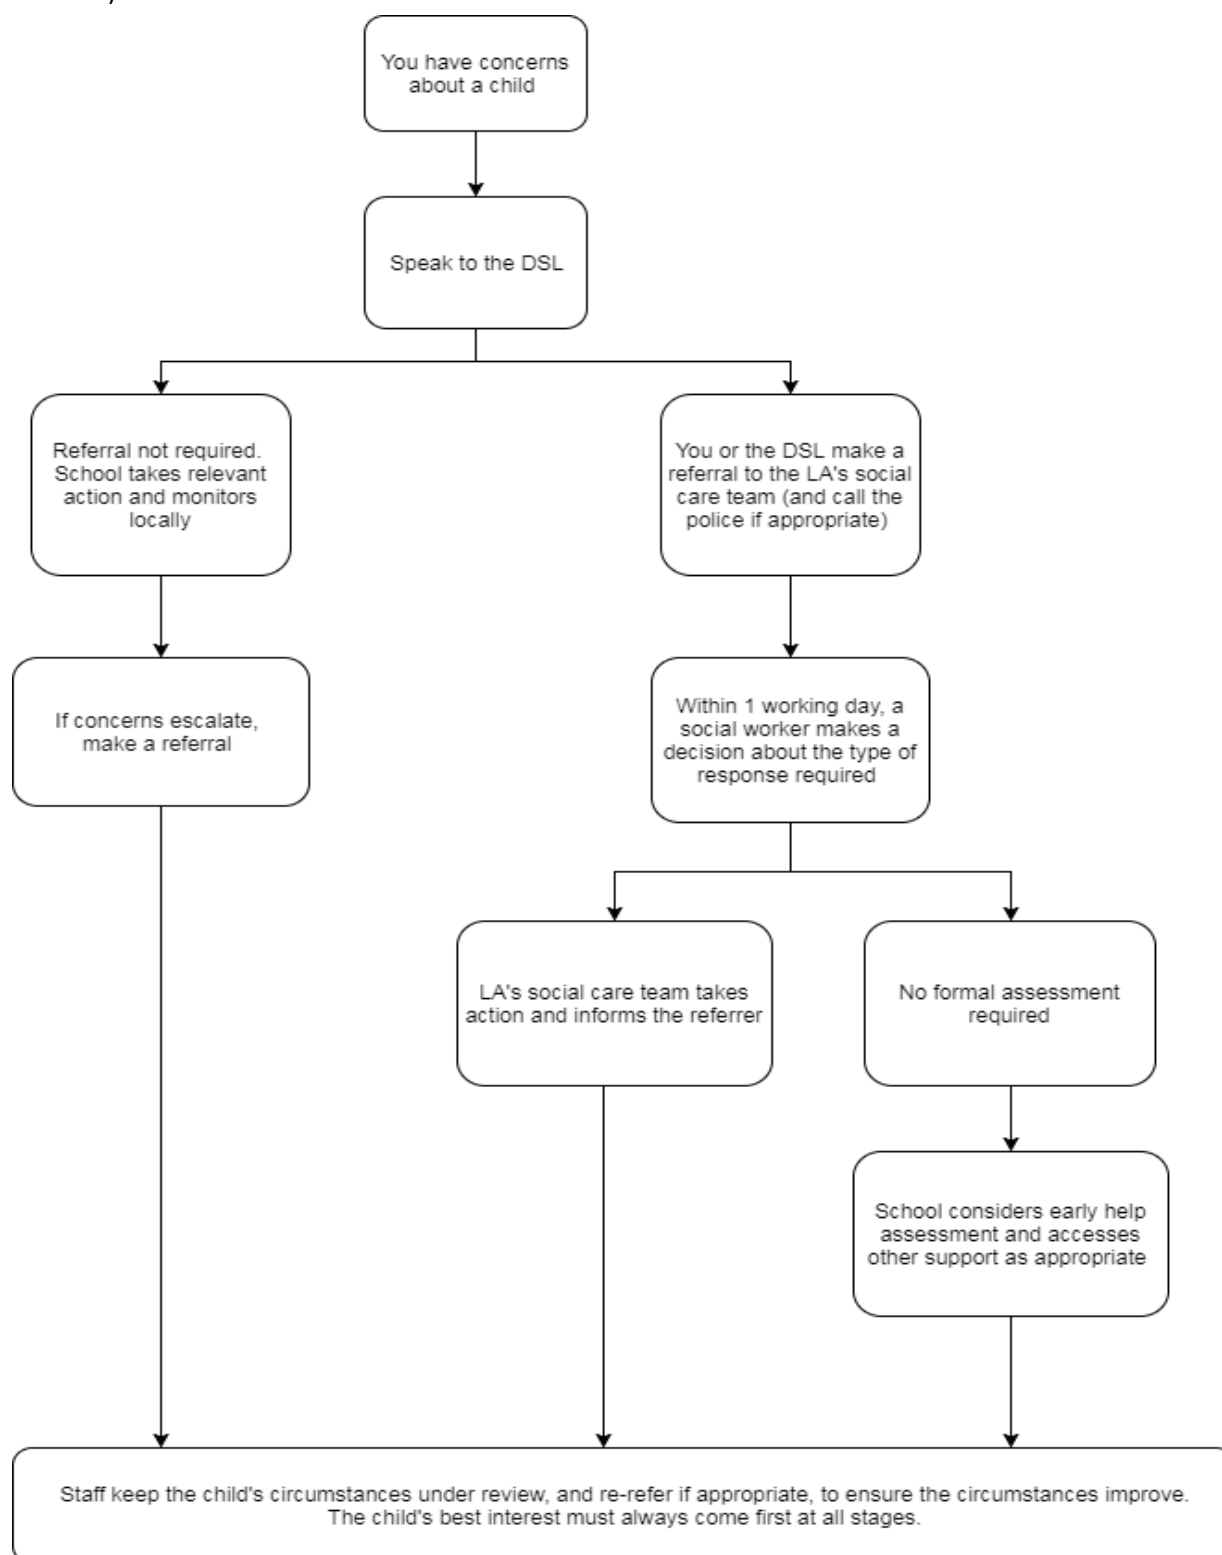 You have concerns
about a child
Speak to the DSL
Referral not required.
School takes relevant
action and monitors
locally
You or the DSL make a
referral to the LA's social
care team (and call the
police if appropriate)
If concerns escalate,
make a referral
Within 1 working day, a
social worker makes a
decision about the type of
response required
LA's social care team takes
action and informs the referrer
No formal assessment
required
School considers early help
assessment and accesses
other support as appropriate
Staff keep the child's circumstances under review, and re-refer if appropriate, to ensure the circumstances improve.
The child's best interest must always come first at all stages.